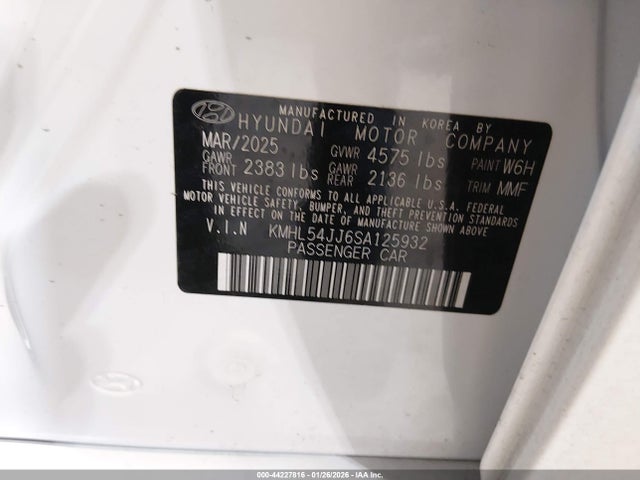 MANUFACTURED IN KOREA BY
HYUNDAI MOTOR COMPANY
MAR/2025 GVWR 4575 lbs PAINT W6H
GAWR FRONT 2383 lbs GAWR REAR 2136 lbs TRIM MMF
THIS VEHICLE CONFORMS TO ALL APPLICABLE U.S.A. FEDERAL
MOTOR VEHICLE SAFETY, BUMPER, AND THEFT PREVENTION STANDARDS
IN EFFECT ON THE DATE OF MANUFACTURE SHOWN ABOVE
V.I.N KMHL54JJ6SA125932
PASSENGER CAR
000-44227816 - 01/26/2026 - IAA Inc.